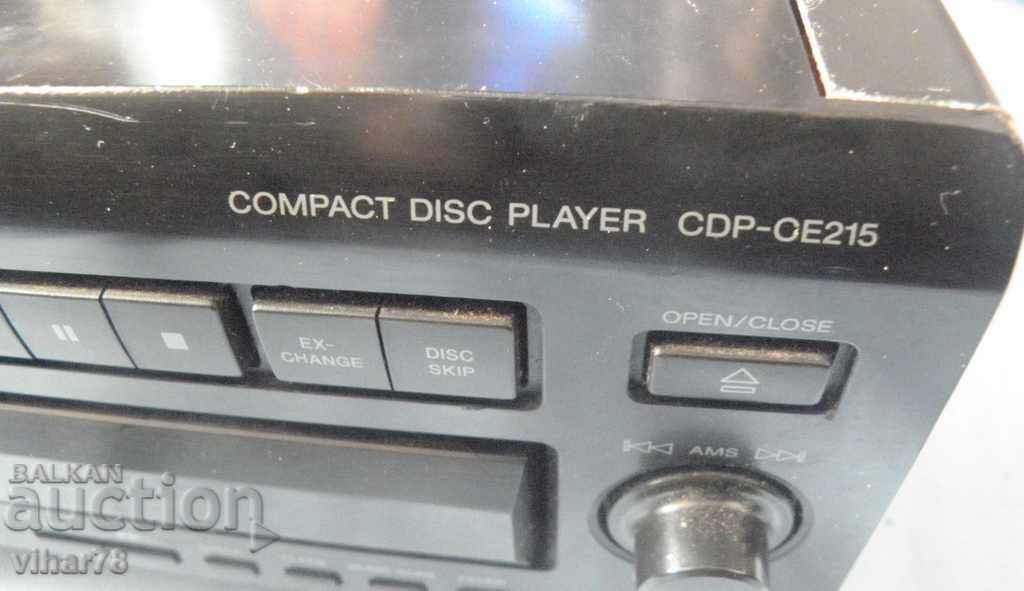 COMPACT DISC PLAYER CDP-CE215
EX-
CHANGE
DISC
SKIP
OPEN/CLOSE
AMS
BALKAN
auction
vihar78